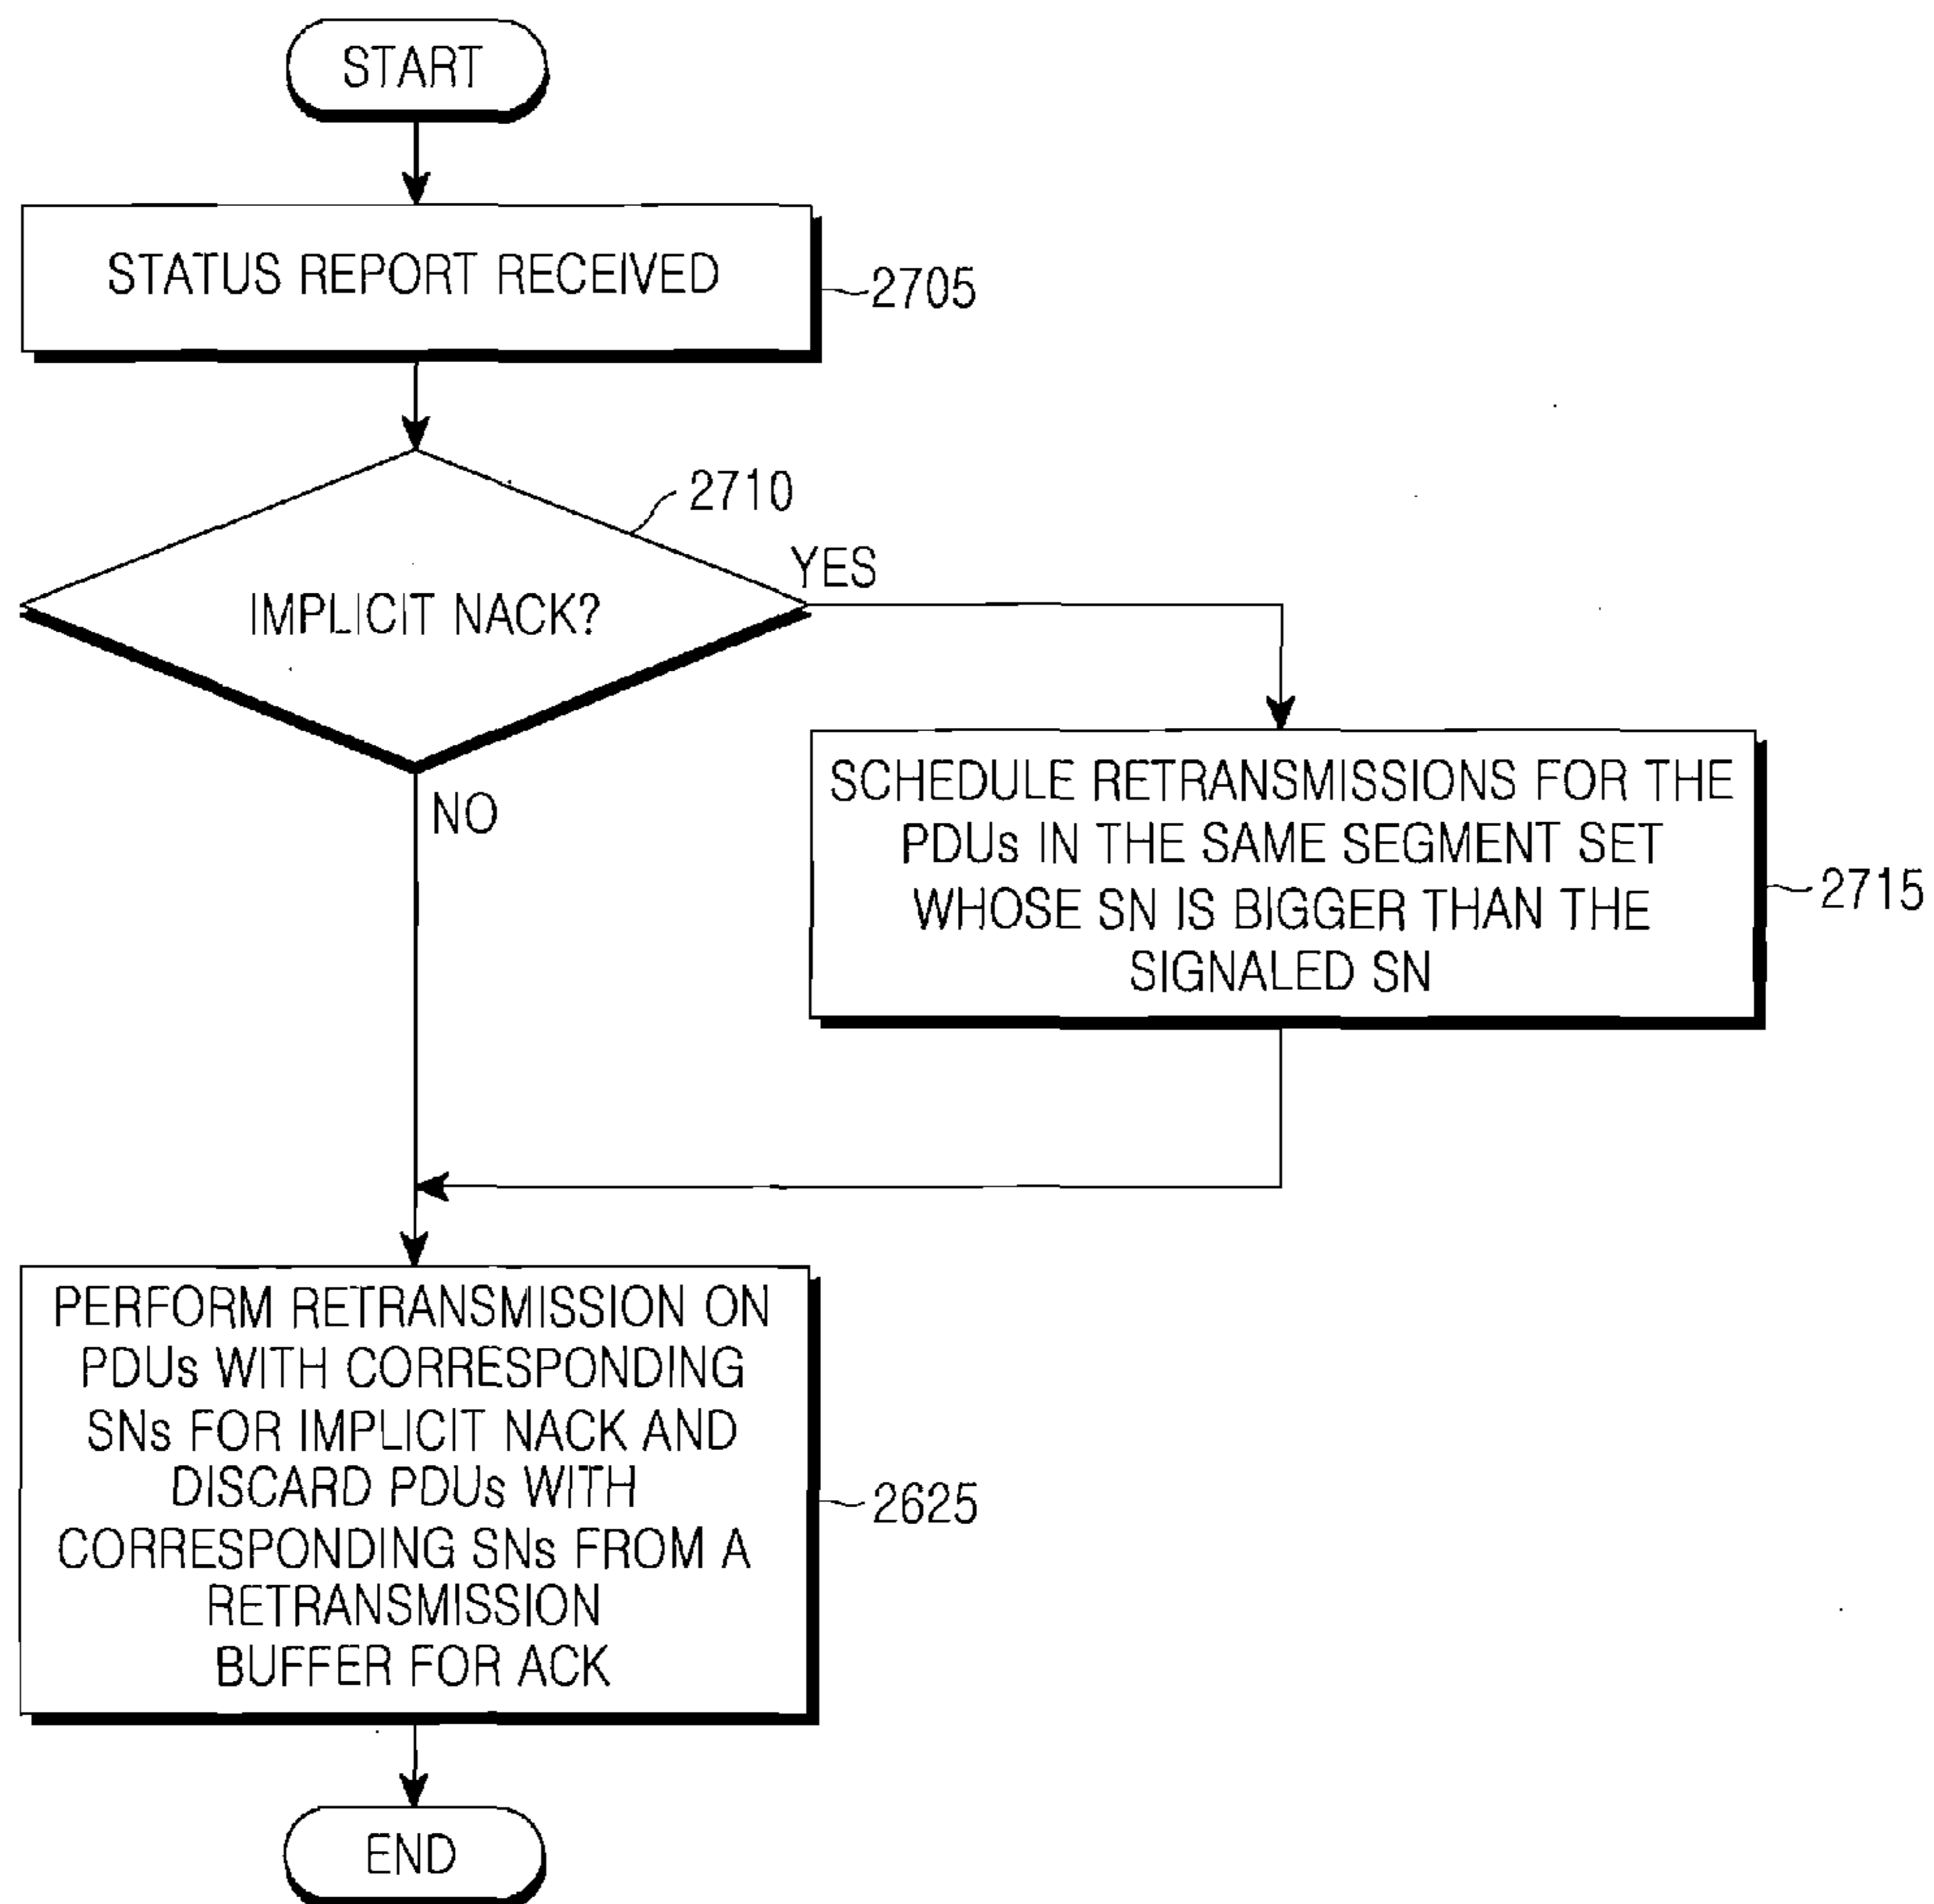 START
STATUS REPORT RECEIVED
2705
2710
YES
IMPLICIT NACK?
NO
SCHEDULE RETRANSMISSIONS FOR THE
PDUs IN THE SAME SEGMENT SET
WHOSE SN IS BIGGER THAN THE
SIGNALED SN
2715
PERFORM RETRANSMISSION ON
PDUs WITH CORRESPONDING
SNs FOR IMPLICIT NACK AND
DISCARD PDUs WITH
CORRESPONDING SNs FROM A
RETRANSMISSION
BUFFER FOR ACK
2625
END